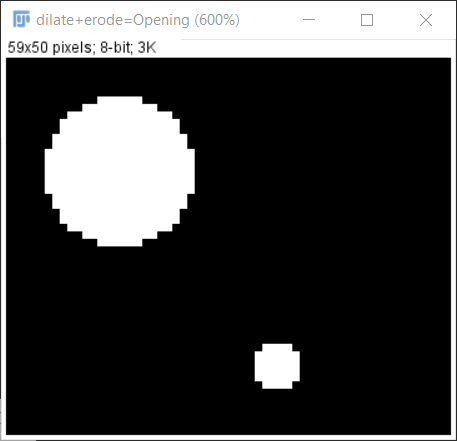 dilate+erode=Opening (600%)
59x50 pixels; 8-bit; 3K